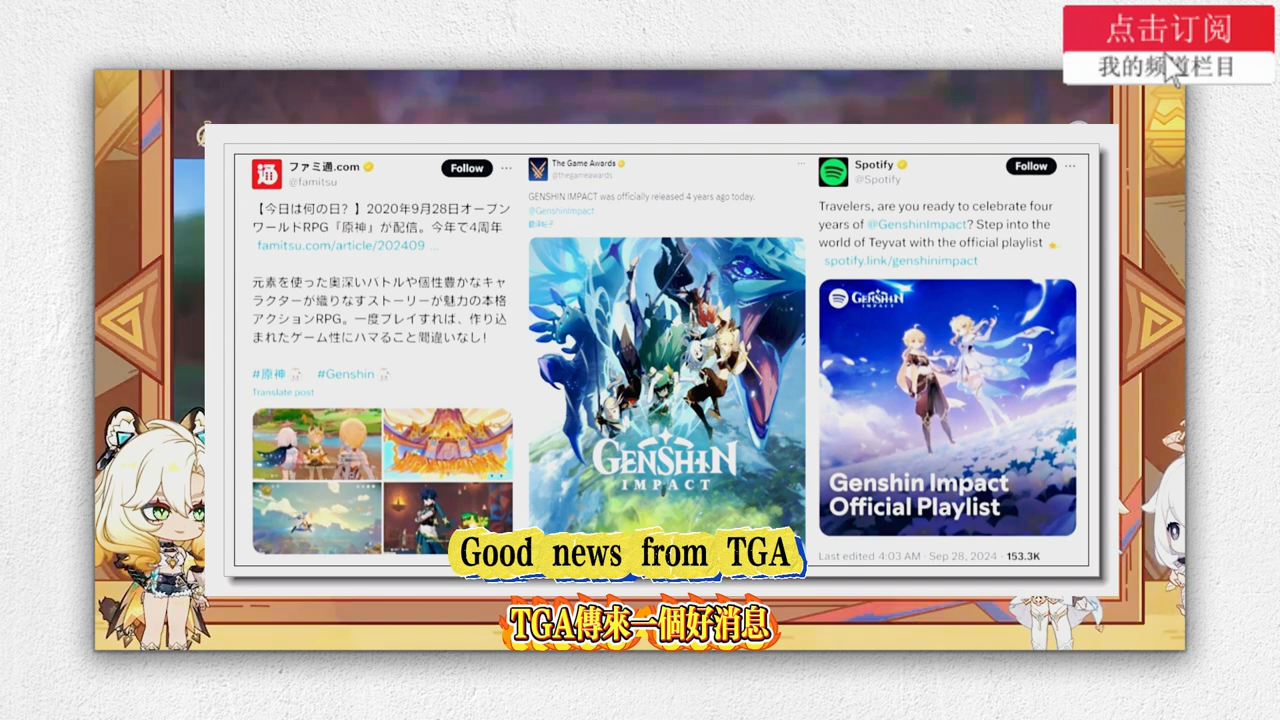 点击订阅
我的频道栏目
ファミ通.com
@famitsu
Follow
【今日は何の日？】2020年9月28日オープン
ワールドRPG「原神」が配信。今年で4周年
famitsu.com/article/202409 ...
元素を使った奥深いバトルや個性豊かなキャ
ラクターが織りなすストーリーが魅力の本格
アクションRPG。一度プレイすれば、作り込
まれたゲーム性にハマること間違いなし！
#原神 #Genshin
Translate post
The Game Awards
@thegameawards
GENSHIN IMPACT was officially released 4 years ago today.
@GenshinImpact
翻译帖子
GENSHIN
IMPACT
Spotify
@Spotify
Follow
Travelers, are you ready to celebrate four
years of @GenshinImpact? Step into the
world of Teyvat with the official playlist
spotify.link/genshinimpact
GENSHIN
IMPACT
Genshin Impact
Official Playlist
Last edited 4:03 AM · Sep 28, 2024 · 153.3K
Good news from TGA
TGA傳來一個好消息